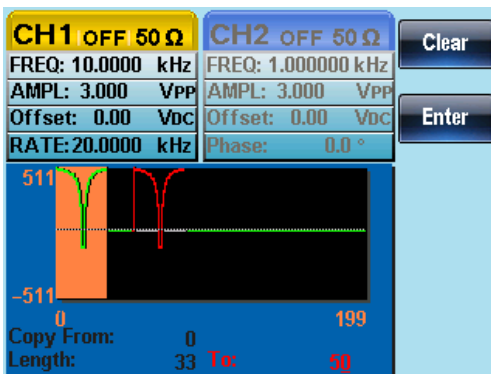 CH1 OFF 50 Ω CH2 OFF 50 Ω Clear
FREQ: 10.0000 kHz FREQ: 1.000000 kHz
AMPL: 3.000 VPP AMPL: 3.000 VPP
Offset: 0.00 VDC Offset: 0.00 VDC Enter
RATE:20.0000 kHz Phase: 0.0 °
511
-511
0 199
Copy From: 0
Length: 33 To: 50